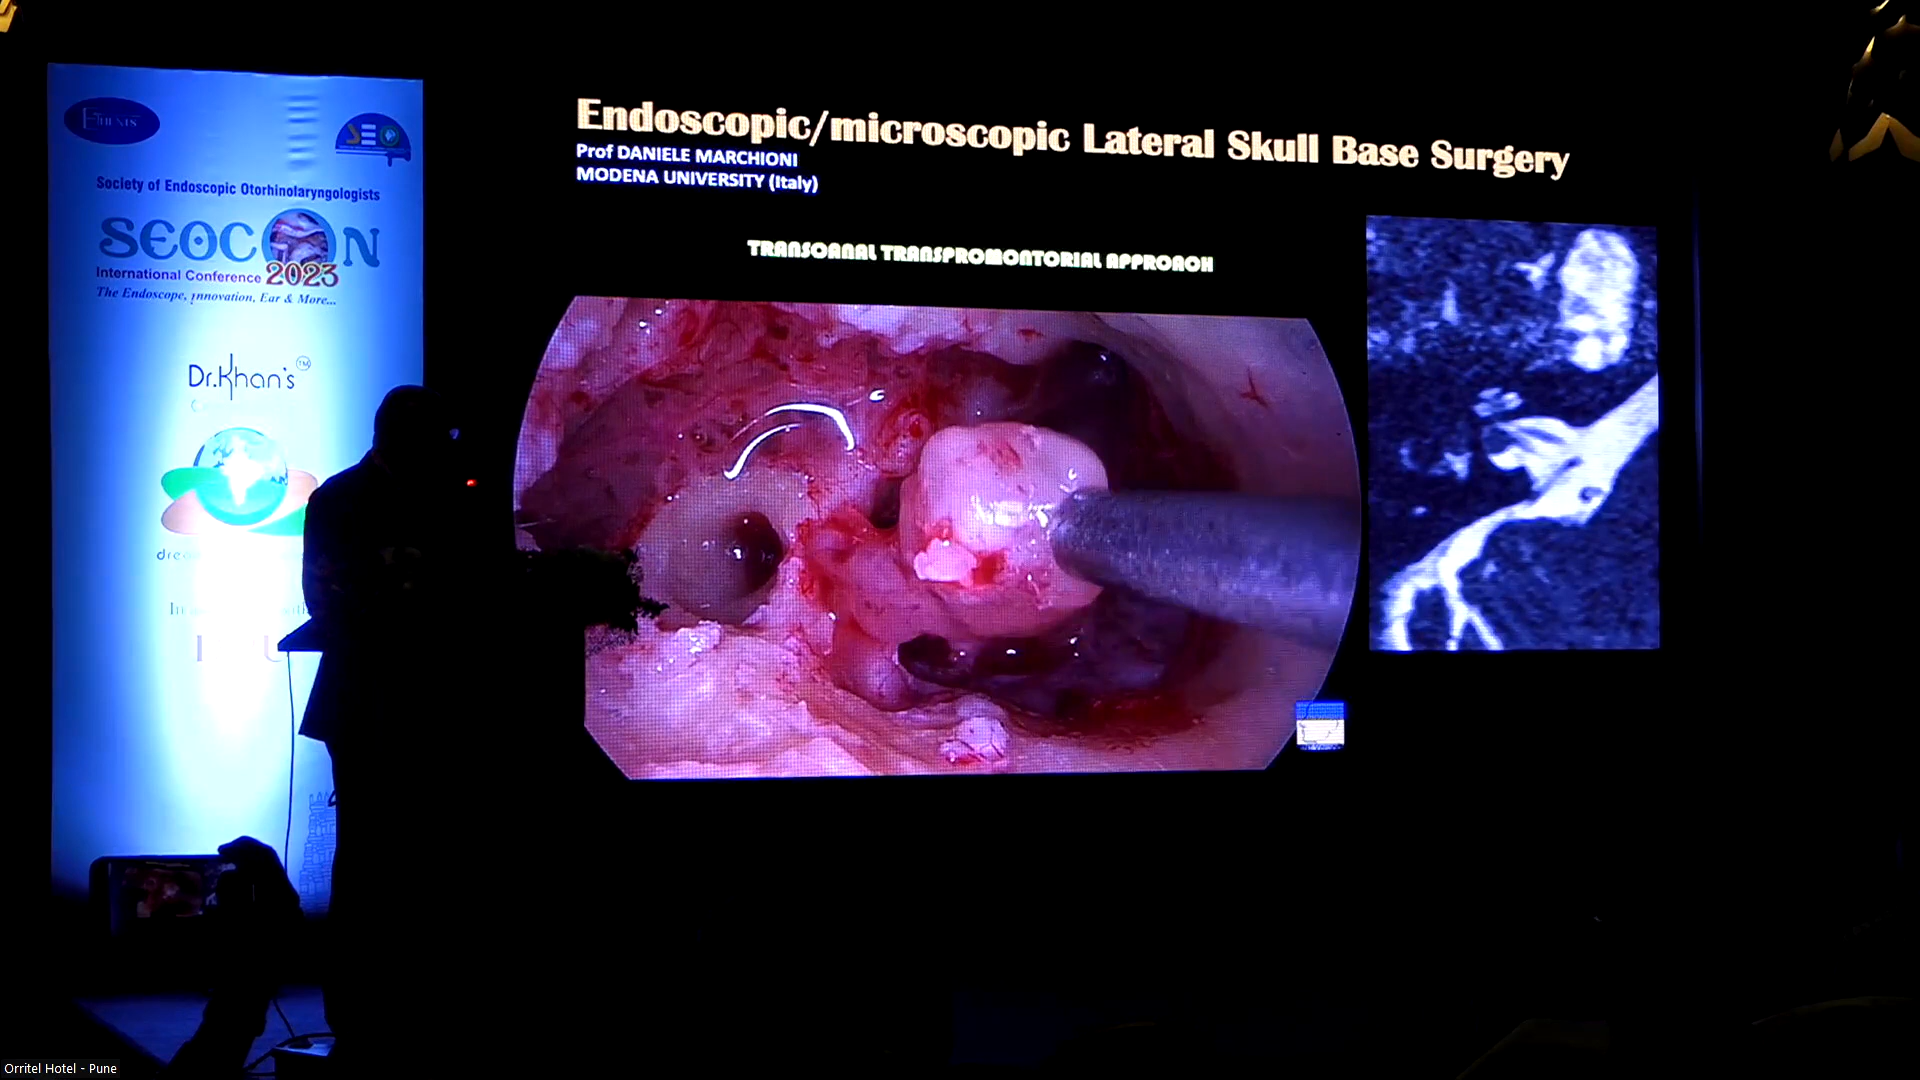 Society of Endoscopic Otorhinolaryngologists
SEOCON
International Conference 2023
The Endoscope, innovation, Ear & More...
Dr.Khan's TM
Endoscopic/microscopic Lateral Skull Base Surgery
Prof DANIELE MARCHIONI
MODENA UNIVERSITY (Italy)
TRANSCANAL TRANSPROMONTORIAL APPROACH
Orritel Hotel - Pune